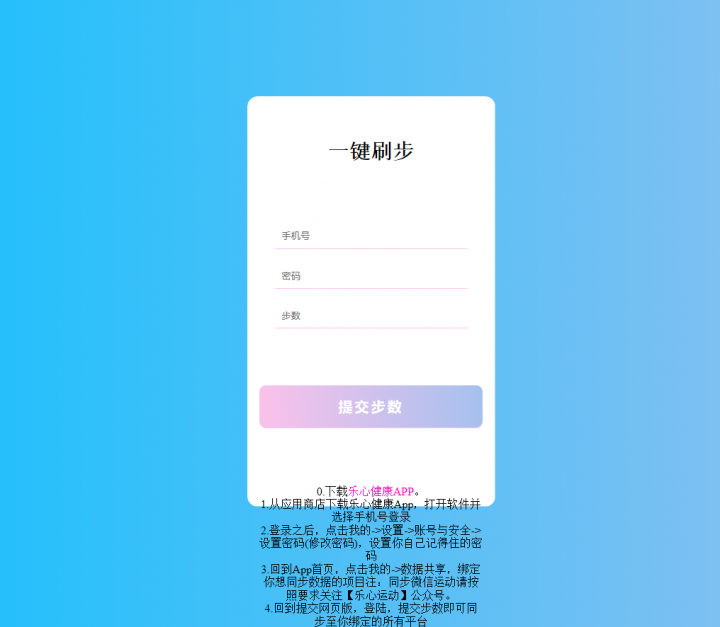 一键刷步
手机号
密码
步数
提交步数
0.下载乐心健康APP。
1.从应用商店下载乐心健康App，打开软件并
选择手机号登录
2.登录之后，点击我的->设置->账号与安全->
设置密码(修改密码)，设置你自己记得住的密
码
3.回到App首页，点击我的->数据共享，绑定
你想同步数据的项目注：同步微信运动请按
照要求关注【乐心运动】公众号。
4.回到提交网页版，登陆，提交步数即可同
步至你绑定的所有平台